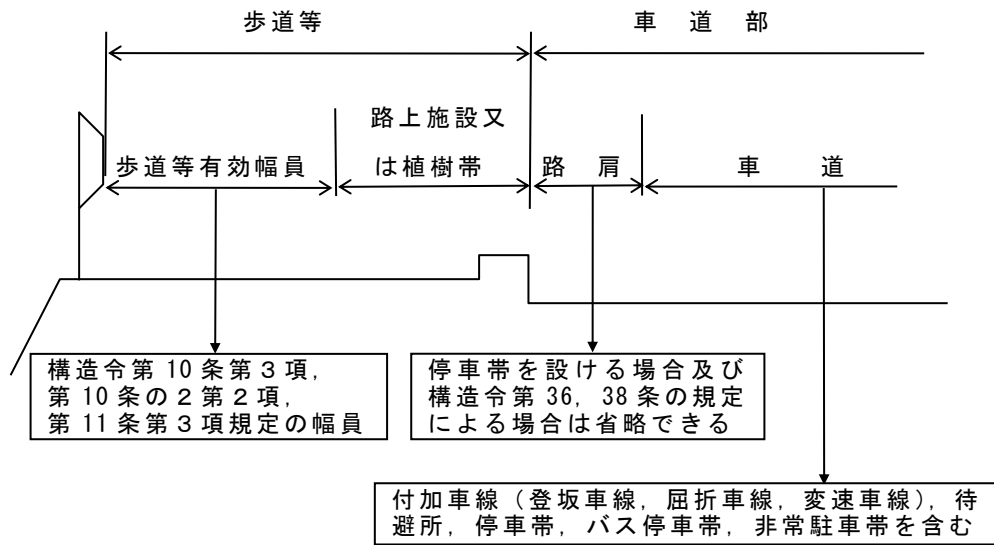 歩道等
車道部
路上施設又
は植樹帯
歩道等有効幅員
路肩
車道
構造令第10条第3項,
第10条の2第2項,
第11条第3項規定の幅員
停車帯を設ける場合及び
構造令第36, 38条の規定
による場合は省略できる
付加車線（登坂車線, 屈折車線, 変速車線), 待
避所, 停車帯, バス停車帯, 非常駐車帯を含む